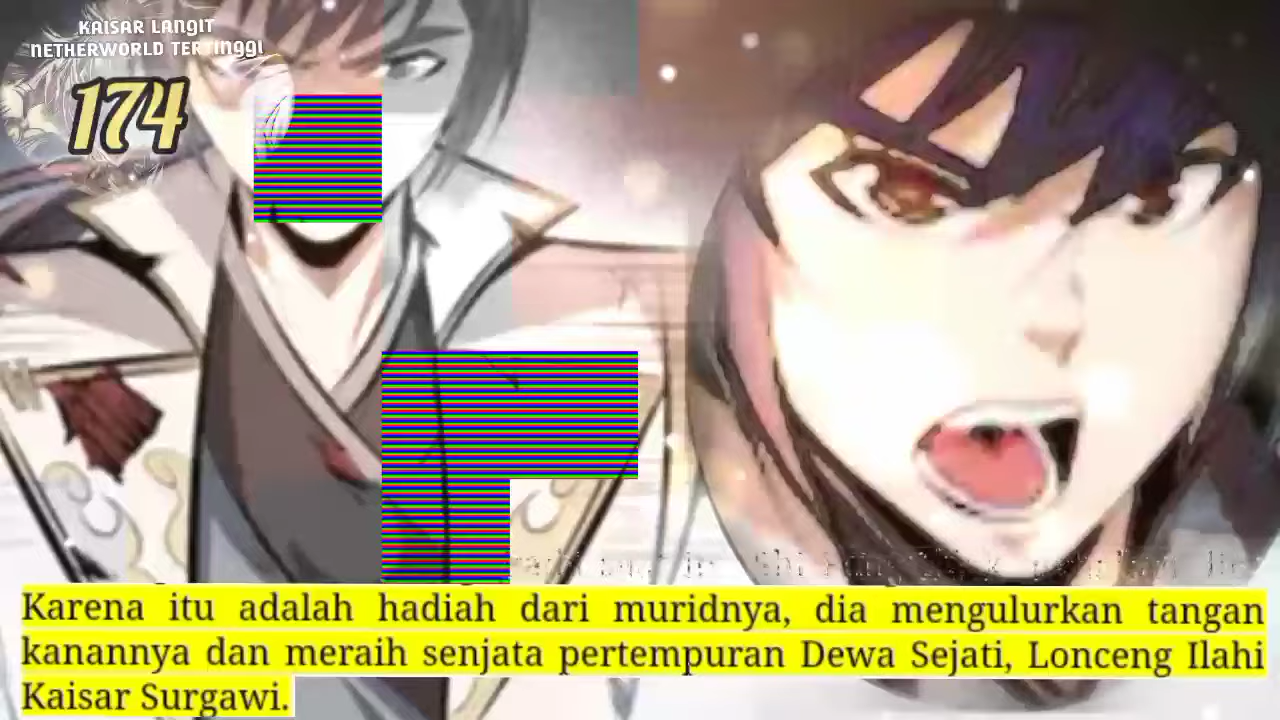 KAISAR LANGIT
NETHERWORLD TERTINGGI
174
Karena itu adalah hadiah dari muridnya, dia mengulurkan tangan
kanannya dan meraih senjata pertempuran Dewa Sejati, Lonceng Ilahi
Kaisar Surgawi.